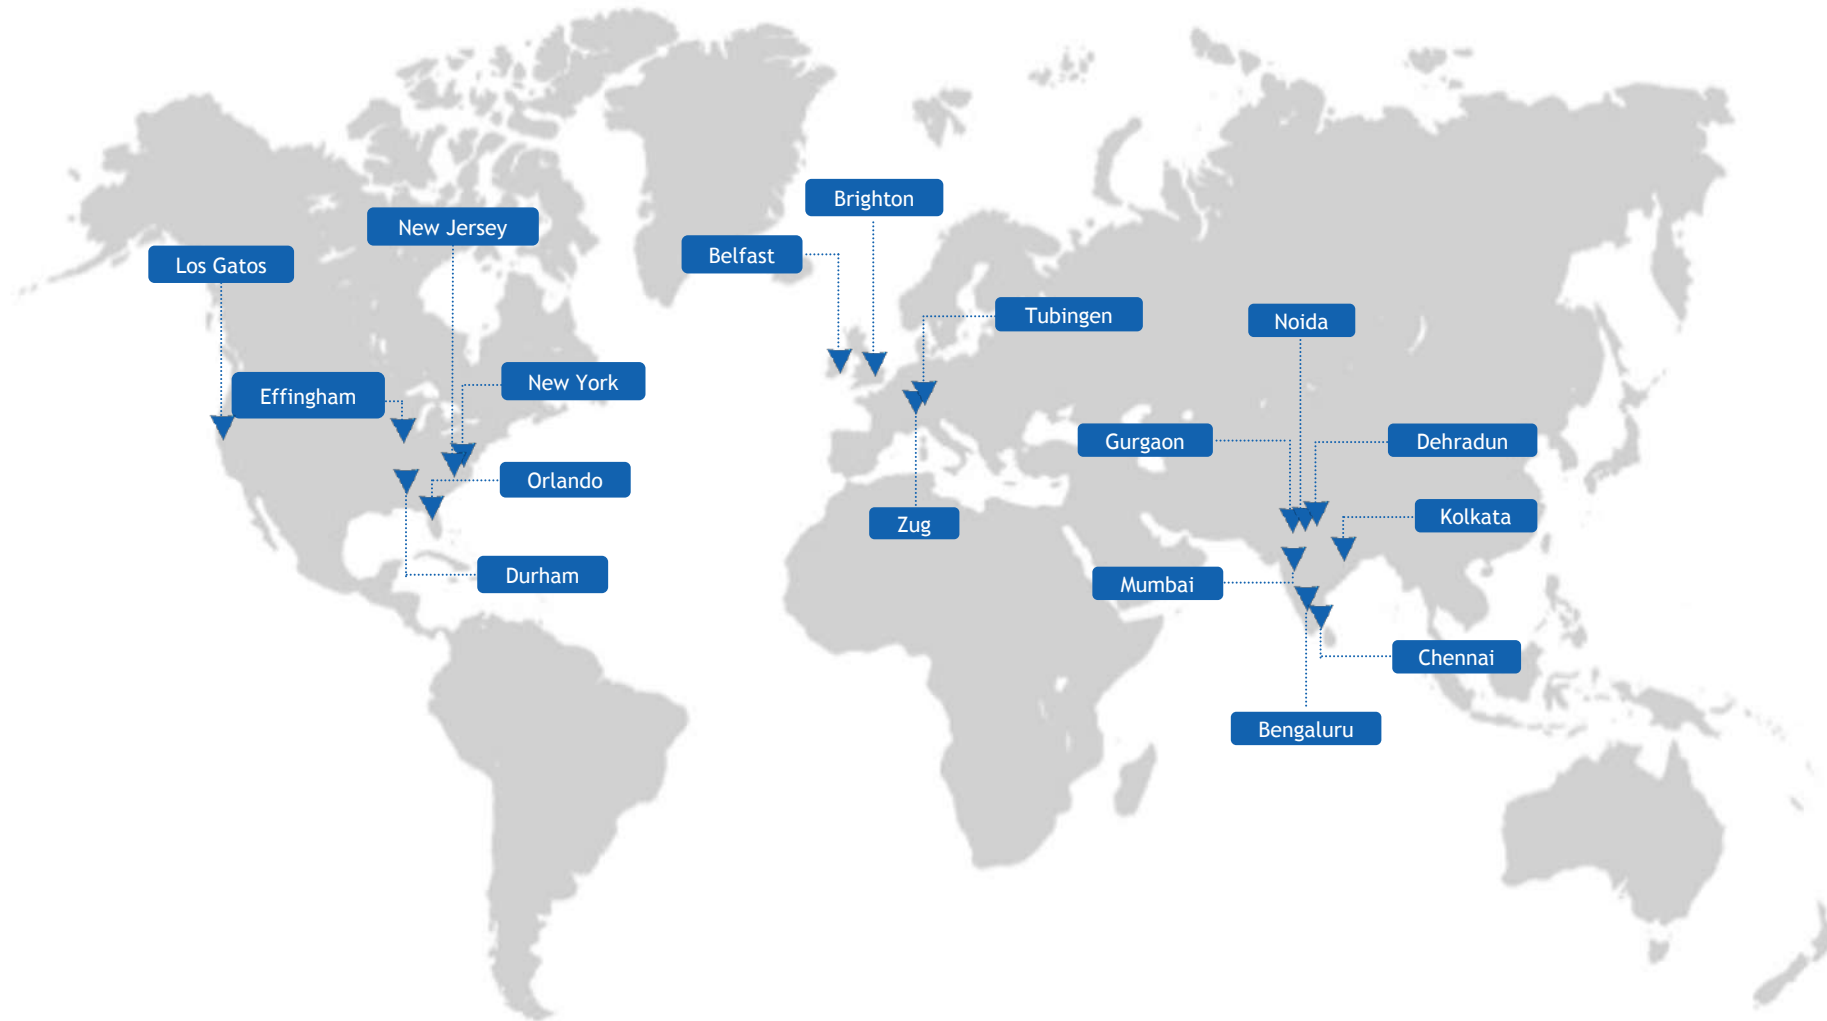 Brighton
New Jersey
Belfast
Los Gatos
Tubingen
Noida
New York
Effingham
Gurgaon
Dehradun
Orlando
Kolkata
Zug
Durham
Mumbai
Chennai
Bengaluru